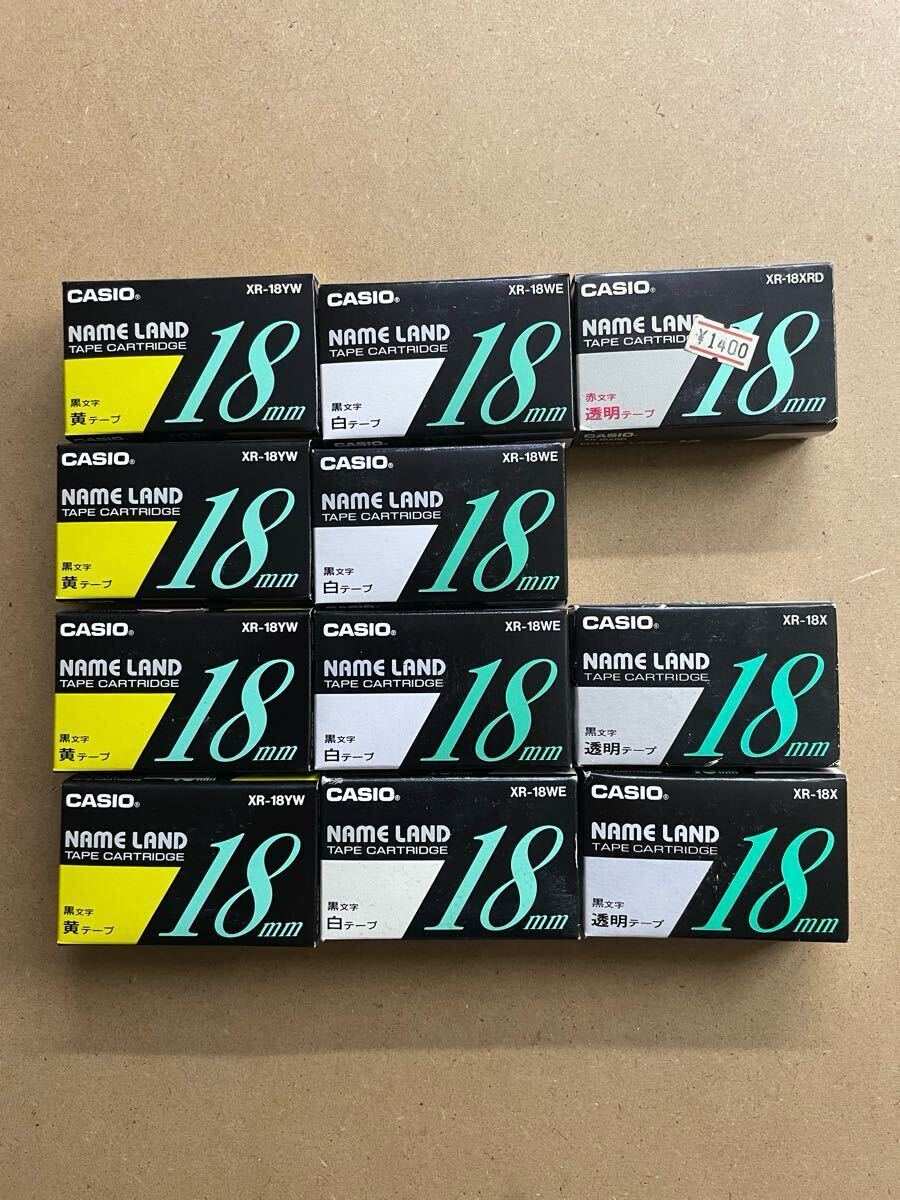 CASIO® XR-18YW
NAME LAND
TAPE CARTRIDGE
18mm
黒文字
黄テープ
CASIO® XR-18WE
NAME LAND
TAPE CARTRIDGE
18mm
黒文字
白テープ
CASIO® XR-18XRD
NAME LAN
TAPE CARTRID
¥1400
18mm
赤文字
透明テープ
CASIO
XR-18XRD
CASIO® XR-18YW
NAME LAND
TAPE CARTRIDGE
18mm
黒文字
黄テープ
CASIO® XR-18WE
NAME LAND
TAPE CARTRIDGE
18mm
黒文字
白テープ
CASIO® XR-18YW
NAME LAND
TAPE CARTRIDGE
18mm
黒文字
黄テープ
CASIO® XR-18WE
NAME LAND
TAPE CARTRIDGE
18mm
黒文字
白テープ
CASIO® XR-18X
NAME LAND
TAPE CARTRIDGE
18mm
黒文字
透明テープ
CASIO® XR-18YW
NAME LAND
TAPE CARTRIDGE
18mm
黒文字
黄テープ
CASIO® XR-18WE
NAME LAND
TAPE CARTRIDGE
18mm
黒文字
白テープ
CASIO® XR-18X
NAME LAND
TAPE CARTRIDGE
18mm
黒文字
透明テープ